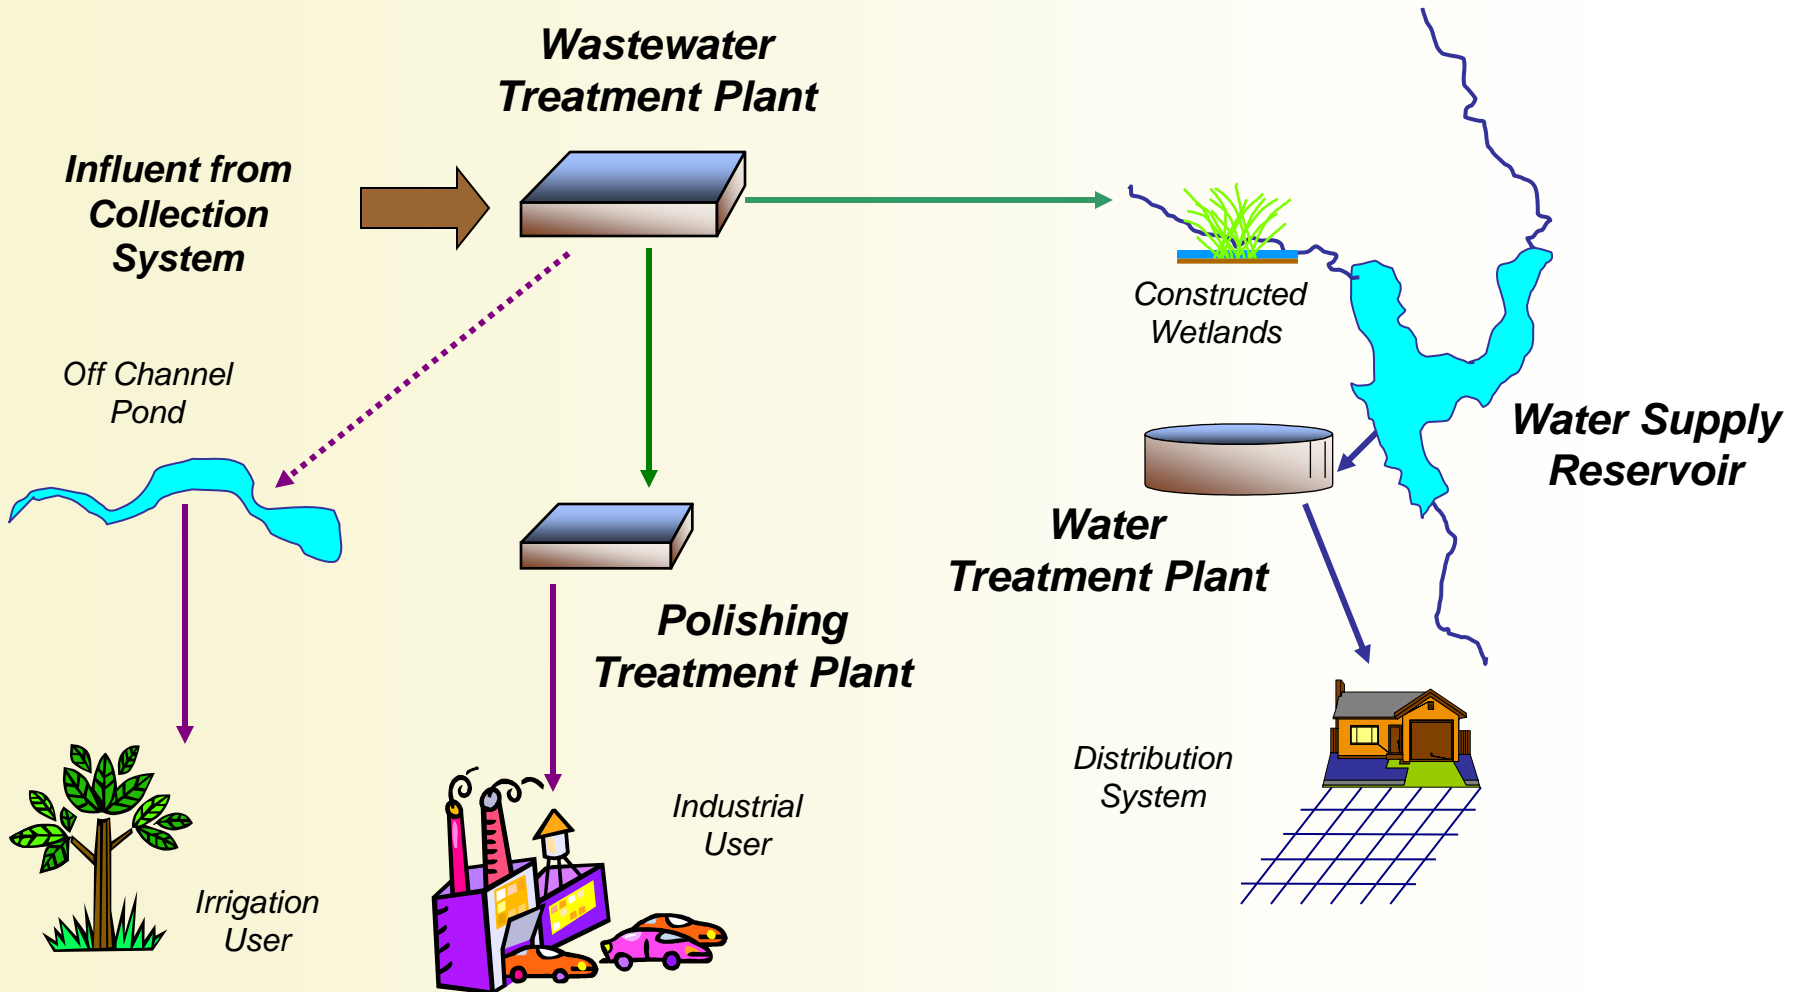 Wastewater
Treatment Plant
Influent from
Collection
System
Constructed
Wetlands
Off Channel
Pond
Water Supply
Reservoir
Water
Treatment Plant
Polishing
Treatment Plant
Distribution
System
Industrial
User
Irrigation
User